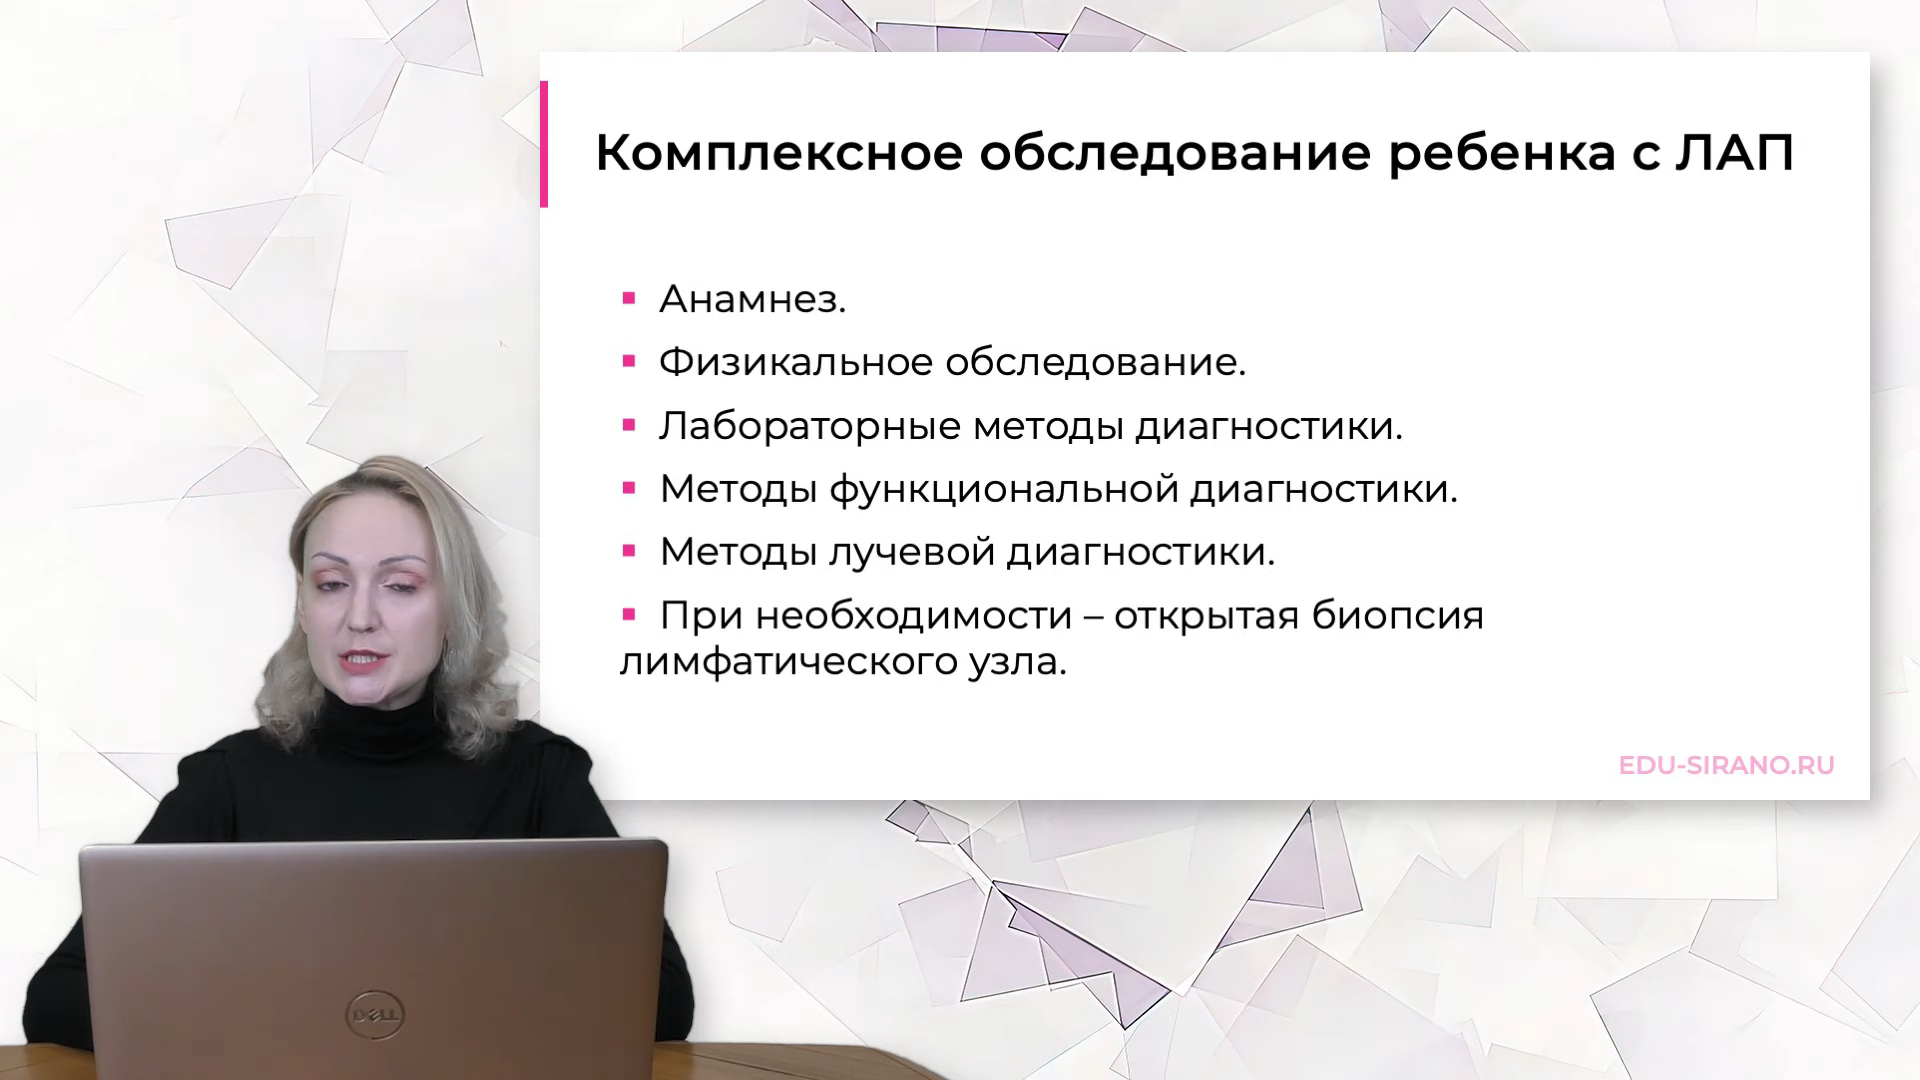 Комплексное обследование ребенка с ЛАП
Анамнез.
Физикальное обследование.
Лабораторные методы диагностики.
Методы функциональной диагностики.
Методы лучевой диагностики.
При необходимости – открытая биопсия
лимфатического узла.
EDU-SIRANO.RU
DELL